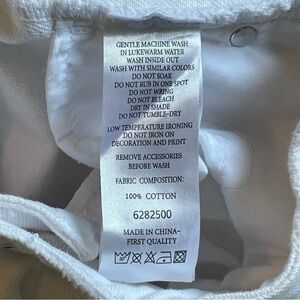 GENTLE MACHINE WASH
IN LUKEWARM WATER
WASH INSIDE OUT
WASH WITH SIMILAR COLORS
DO NOT SOAK
DO NOT RUB IN ONE SPOT
DO NOT WRING
DO NOT BLEACH
DRY IN SHADE
DO NOT TUMBLE-DRY
LOW TEMPERATURE IRONING
DO NOT IRON ON
DECORATION AND PRINT
REMOVE ACCESSORIES
BEFORE WASH
FABRIC COMPOSITION:
100% COTTON
6282500
MADE IN CHINA-
FIRST QUALITY